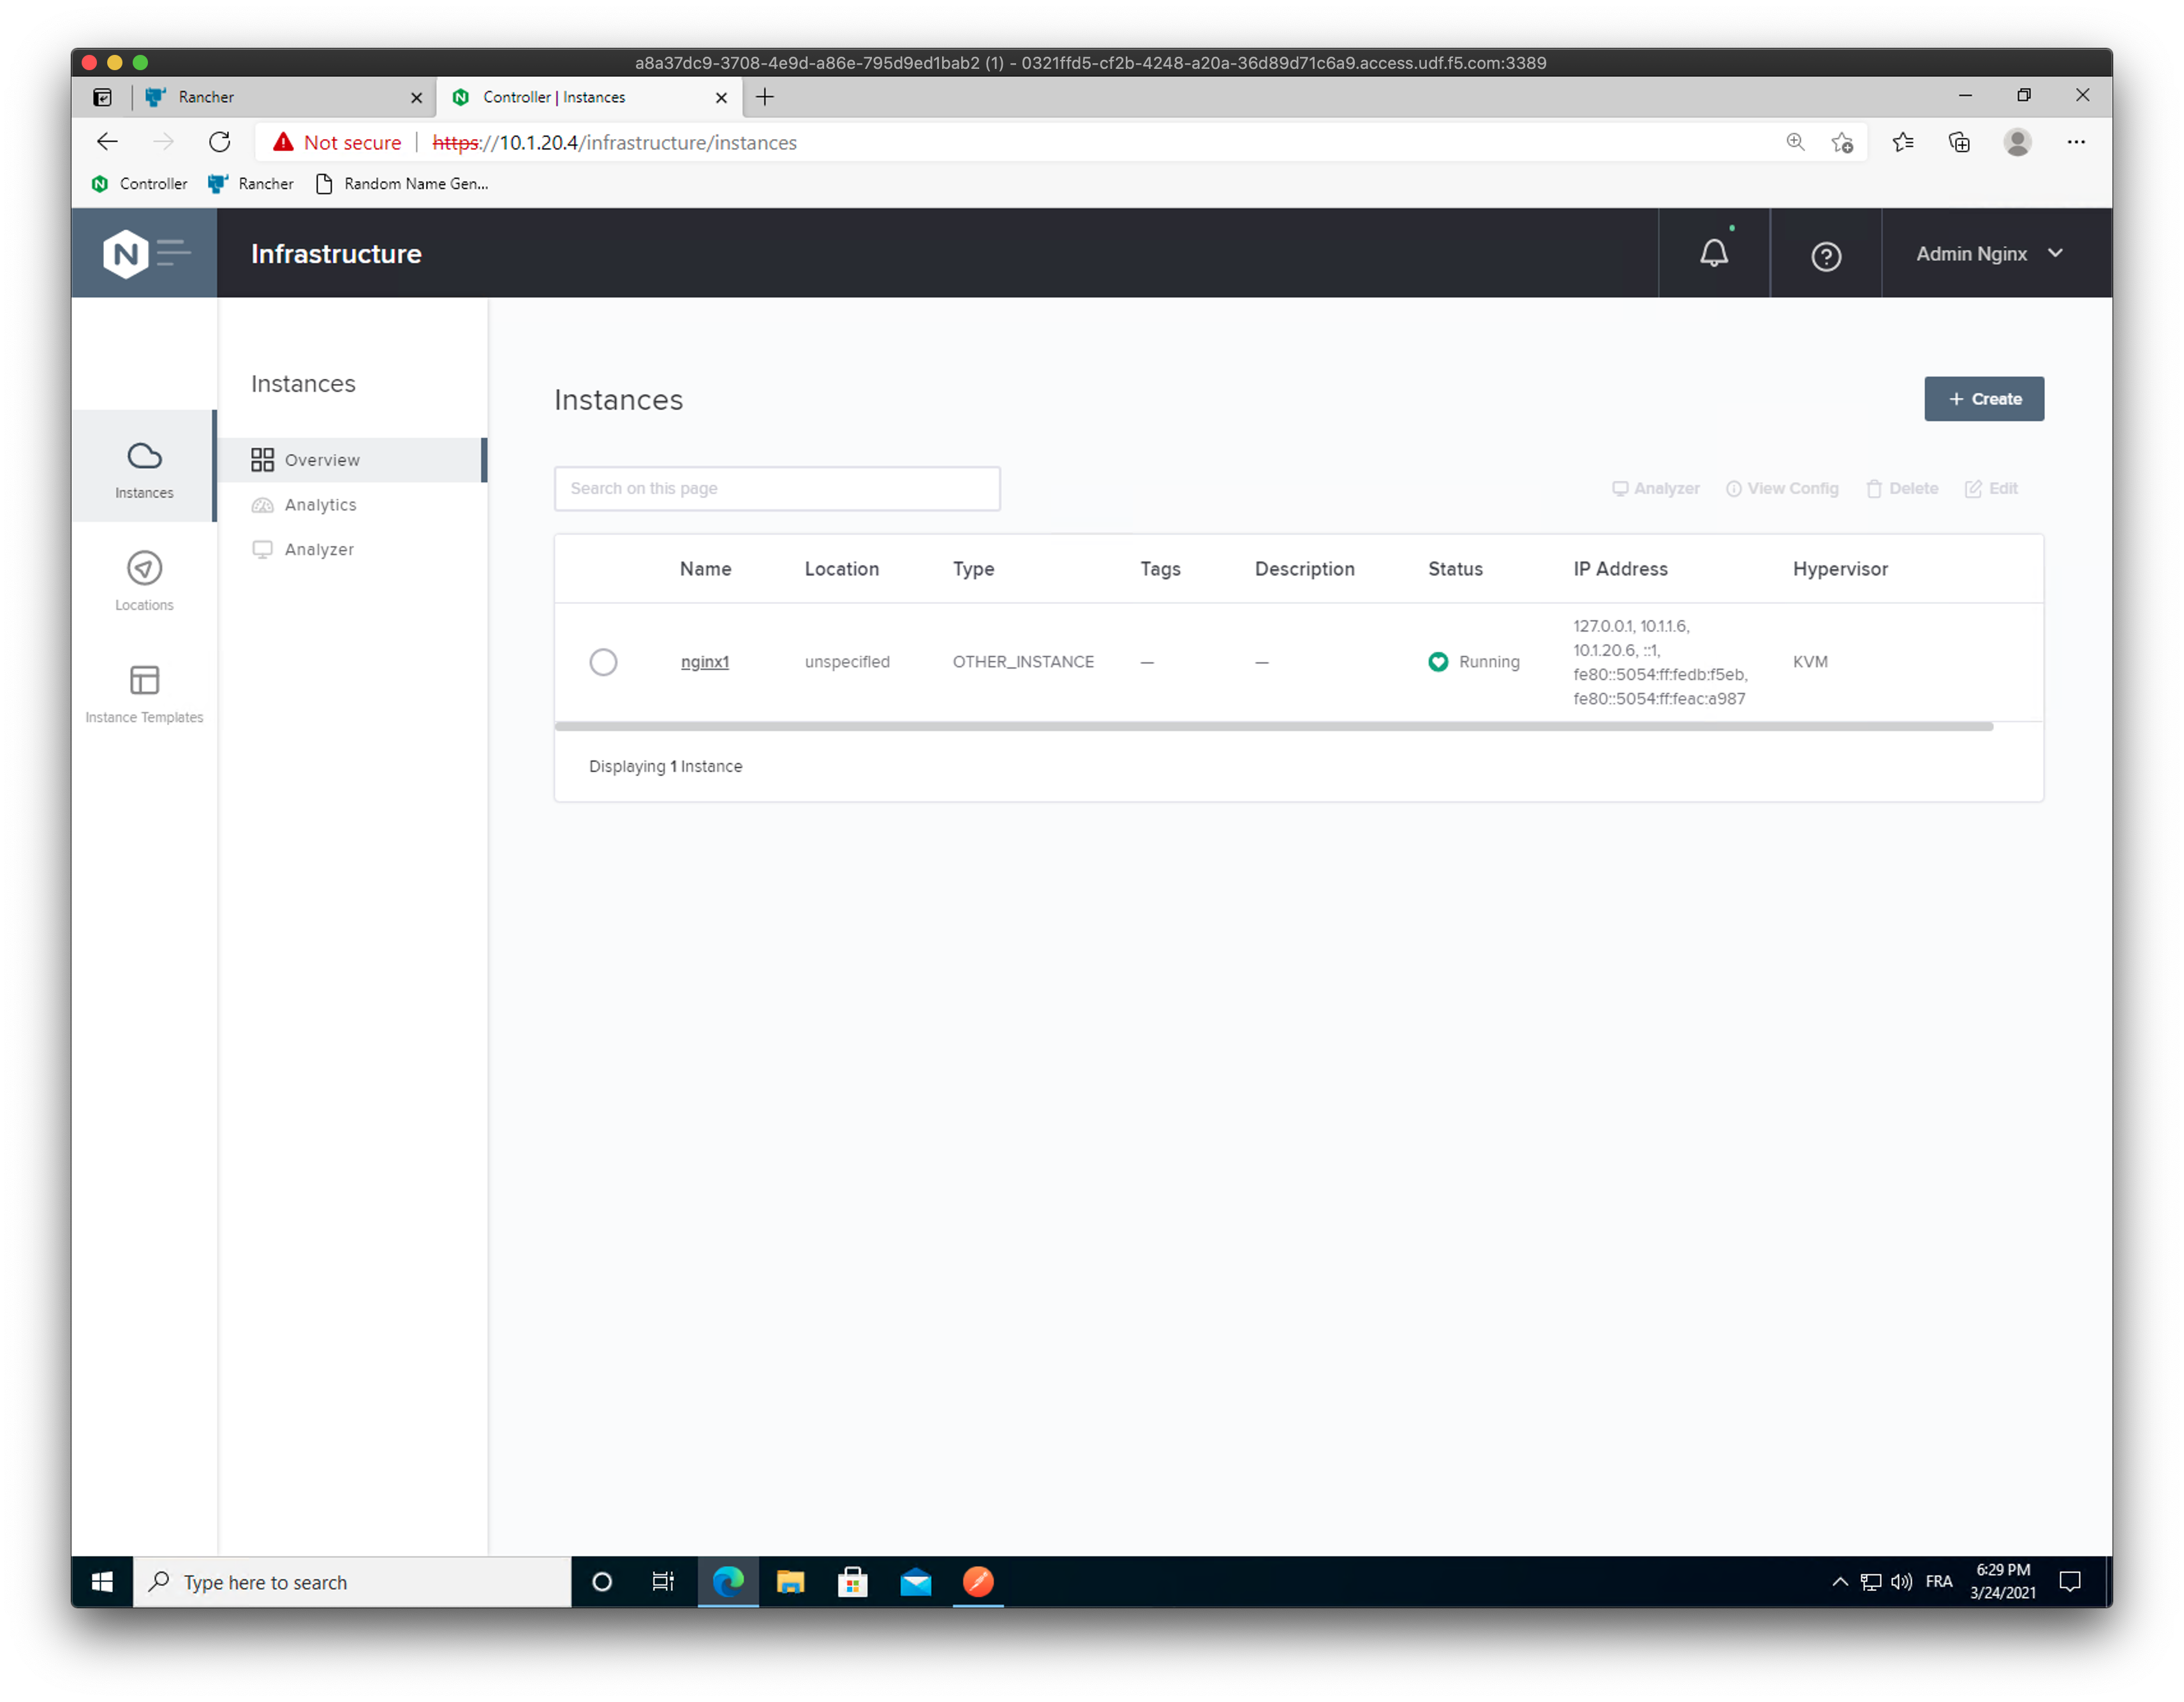 a8a37dc9-3708-4e9d-a86e-795d9ed1bab2 (1) - 0321ffd5-cf2b-4248-a20a-36d89d71c6a9.access.udf.f5.com:3389
Rancher
Controller | Instances
Not secure | https://10.1.20.4/infrastructure/instances
Controller
Rancher
Random Name Gen...
Infrastructure
Admin Nginx
Instances
Locations
Instance Templates
Instances
Overview
Analytics
Analyzer
Instances
+ Create
Search on this page
Analyzer
View Config
Delete
Edit
Name Location Type Tags Description Status IP Address Hypervisor
nginx1 unspecified OTHER_INSTANCE — — Running
127.0.0.1, 10.1.1.6,
10.1.20.6, ::1,
fe80::5054:ff:fedb:f5eb,
fe80::5054:ff:feac:a987
KVM
Displaying 1 Instance
Type here to search
FRA
6:29 PM
3/24/2021